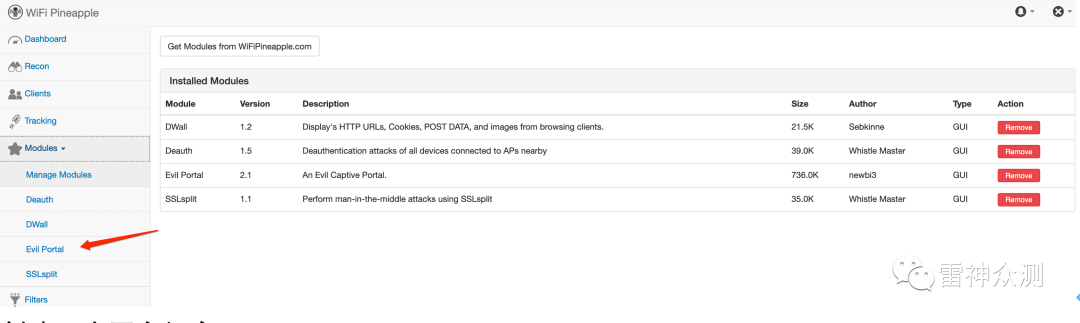 WiFi Pineapple
Dashboard
Recon
Clients
Tracking
Modules
Manage Modules
Deauth
DWall
Evil Portal
SSLsplit
Filters
Get Modules from WiFiPineapple.com
Installed Modules
Module Version Description Size Author Type Action
DWall 1.2 Display's HTTP URLs, Cookies, POST DATA, and images from browsing clients. 21.5K Sebkinne GUI Remove
Deauth 1.5 Deauthentication attacks of all devices connected to APs nearby 39.0K Whistle Master GUI Remove
Evil Portal 2.1 An Evil Captive Portal. 736.0K newbi3 GUI Remove
SSLsplit 1.1 Perform man-in-the-middle attacks using SSLsplit 35.0K Whistle Master GUI Remove
雷神众测